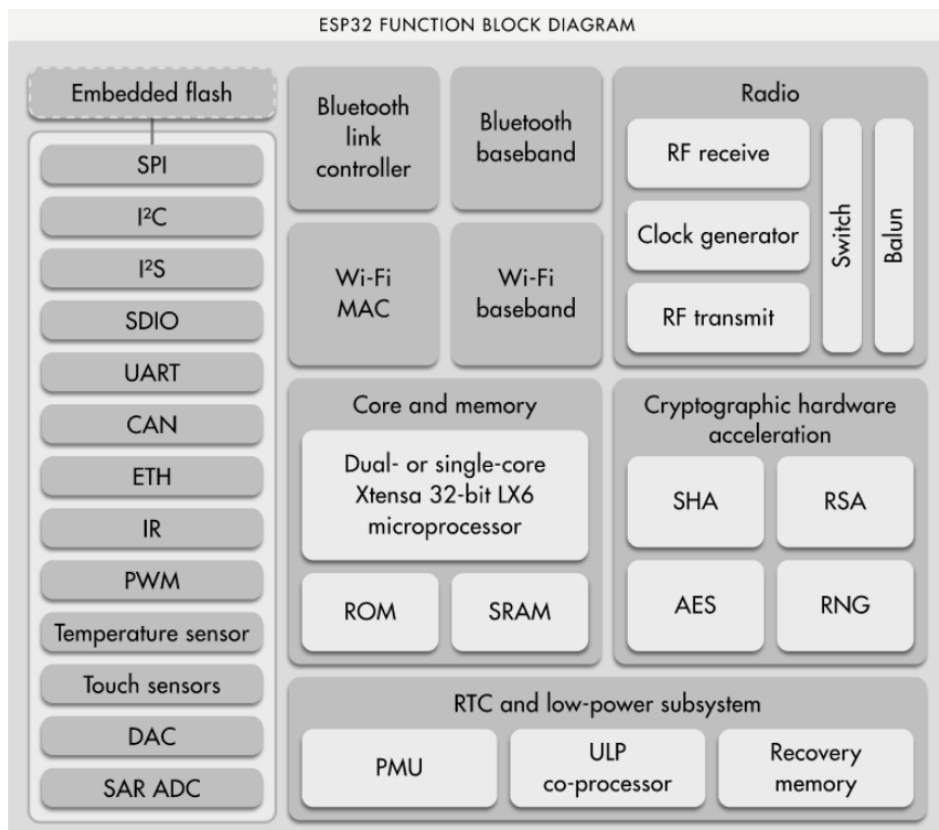 ESP32 FUNCTION BLOCK DIAGRAM
Embedded flash
SPI
I²C
I²S
SDIO
UART
CAN
ETH
IR
PWM
Temperature sensor
Touch sensors
DAC
SAR ADC
Bluetooth
link
controller
Bluetooth
baseband
Wi-Fi
MAC
Wi-Fi
baseband
Radio
RF receive
Clock generator
RF transmit
Switch
Balun
Core and memory
Dual- or single-core
Xtensa 32-bit LX6
microprocessor
ROM
SRAM
Cryptographic hardware
acceleration
SHA
RSA
AES
RNG
RTC and low-power subsystem
PMU
ULP
co-processor
Recovery
memory